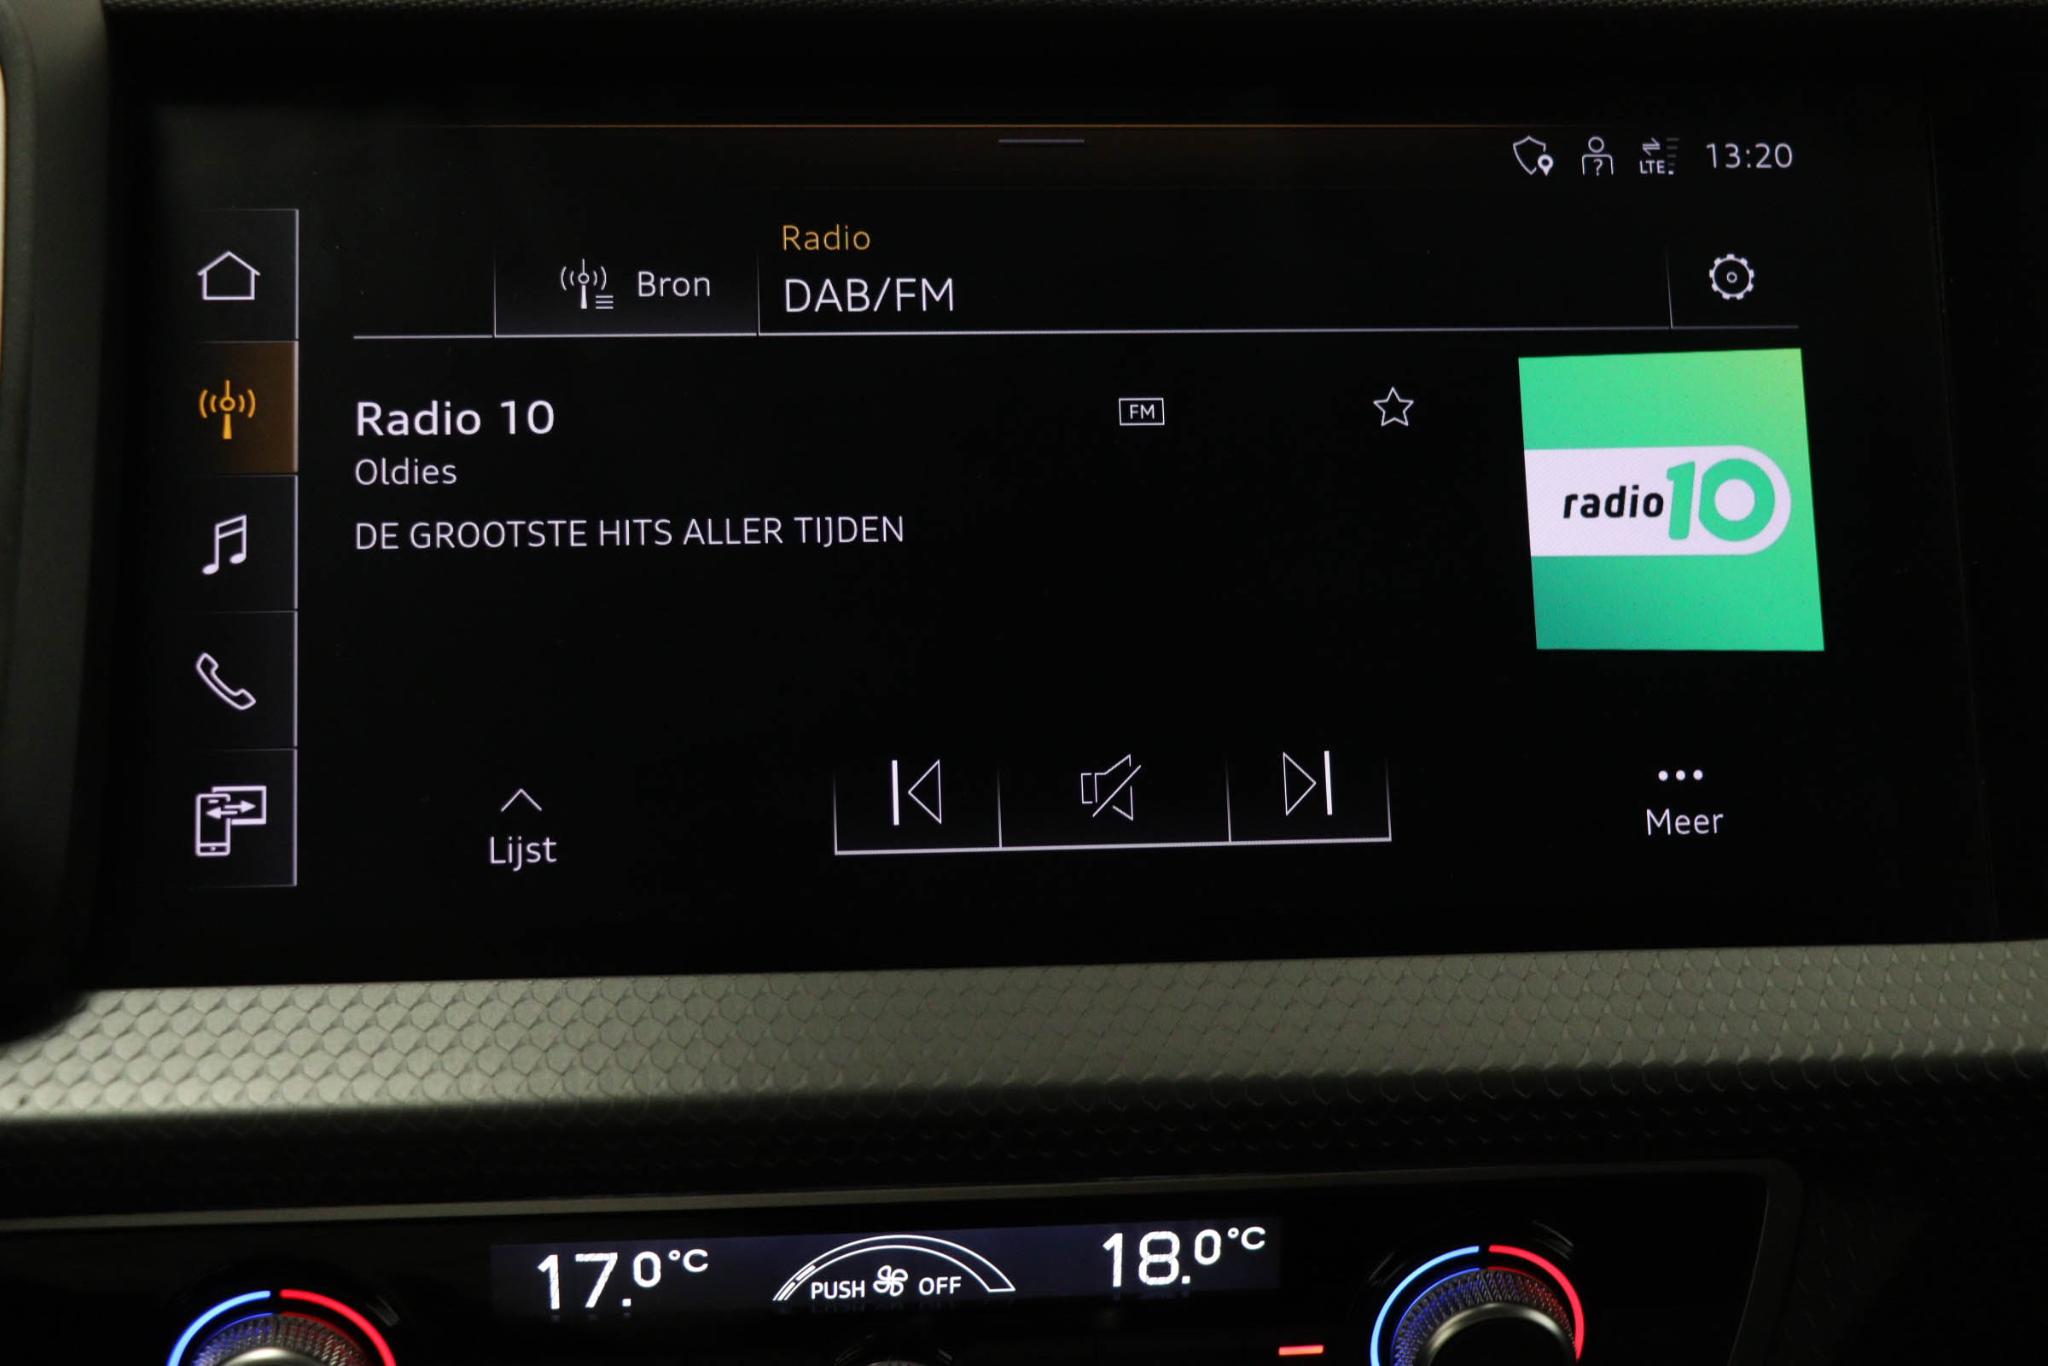 LTE 13:20
Radio
Bron
DAB/FM
Radio 10
FM
Oldies
DE GROOTSTE HITS ALLER TIJDEN
radio10
Lijst
Meer
17.0°C
PUSH OFF
18.0°C